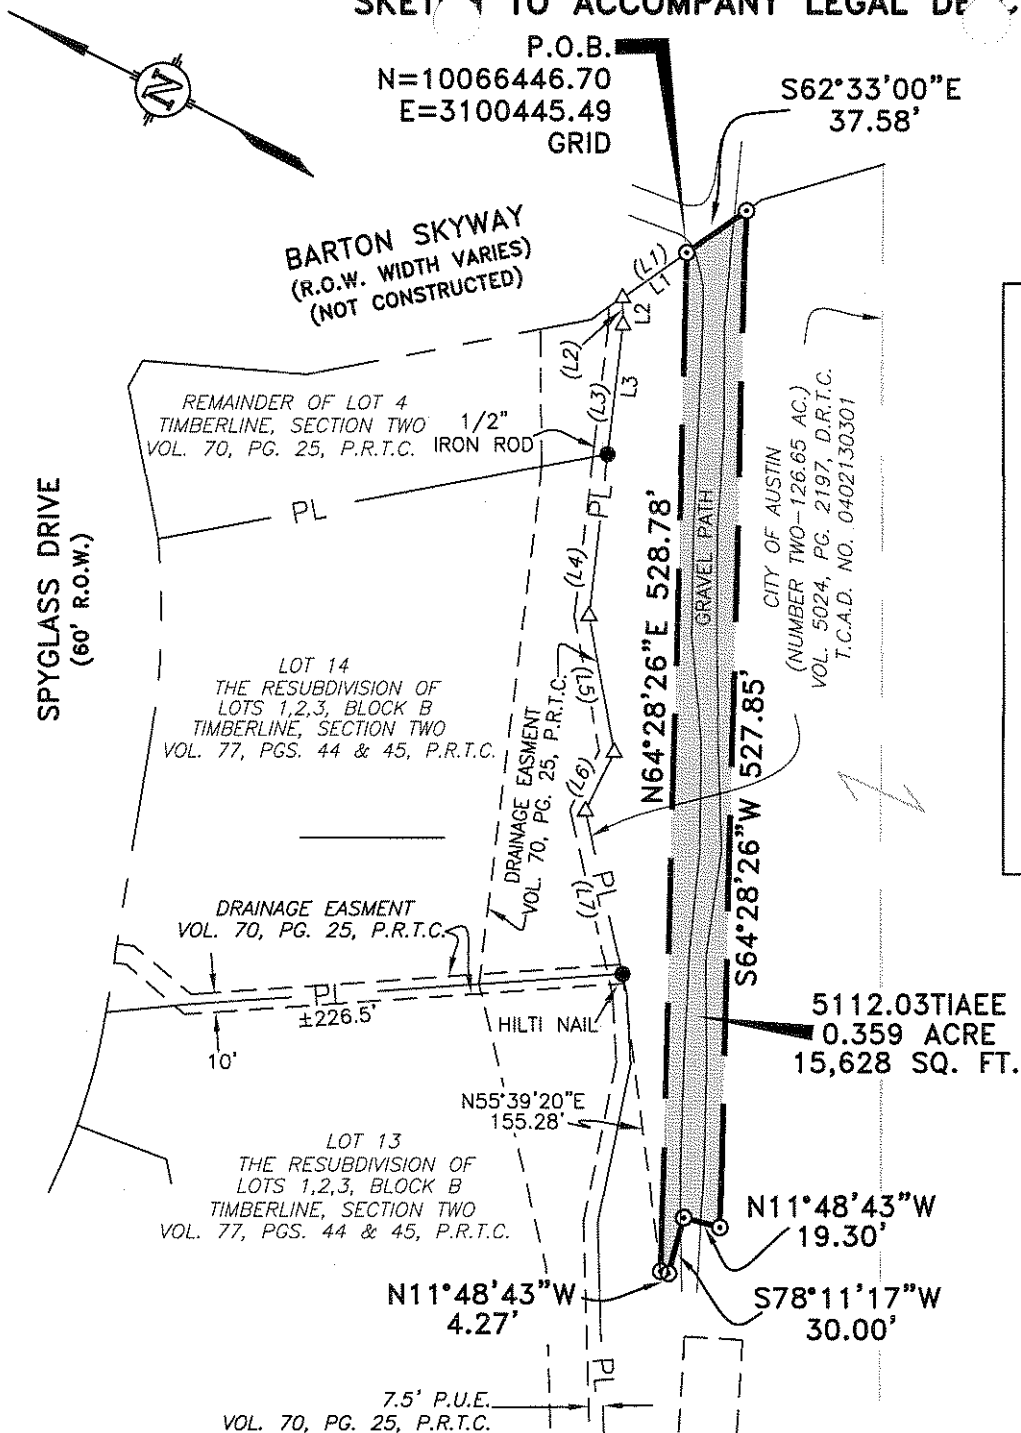 SKETCH TO ACCOMPANY LEGAL
P.O.B.
N=10066446.70
E=3100445.49
GRID
S62°33'00"E
37.58'
N
BARTON SKYWAY
(R.O.W. WIDTH VARIES)
(NOT CONSTRUCTED)
(L1)
L1
L2
(L2)
(L3)
L3
REMAINDER OF LOT 4
TIMBERLINE, SECTION TWO
VOL. 70, PG. 25, P.R.T.C.
1/2"
IRON ROD
PL
PL
SPYGLASS DRIVE
(60' R.O.W.)
(L4)
(L5)
(L6)
(L7)
PL
N64°28'26"E 528.78'
GRAVEL PATH
S64°28'26"W 527.85'
CITY OF AUSTIN
(NUMBER TWO-126.65 AC.)
VOL. 5024, PG. 2197, D.R.T.C.
T.C.A.D. NO. 0402130301
LOT 14
THE RESUBDIVISION OF
LOTS 1,2,3, BLOCK B
TIMBERLINE, SECTION TWO
VOL. 77, PGS. 44 & 45, P.R.T.C.
DRAINAGE EASMENT
VOL. 70, PG. 25, P.R.T.C.
DRAINAGE EASMENT
VOL. 70, PG. 25, P.R.T.C.
PL
±226.5'
10'
HILTI NAIL
5112.03TIAEE
0.359 ACRE
15,628 SQ. FT.
N55°39'20"E
155.28'
LOT 13
THE RESUBDIVISION OF
LOTS 1,2,3, BLOCK B
TIMBERLINE, SECTION TWO
VOL. 77, PGS. 44 & 45, P.R.T.C.
N11°48'43"W
19.30'
N11°48'43"W
4.27'
S78°11'17"W
30.00'
PL
7.5' P.U.E.
VOL. 70, PG. 25, P.R.T.C.